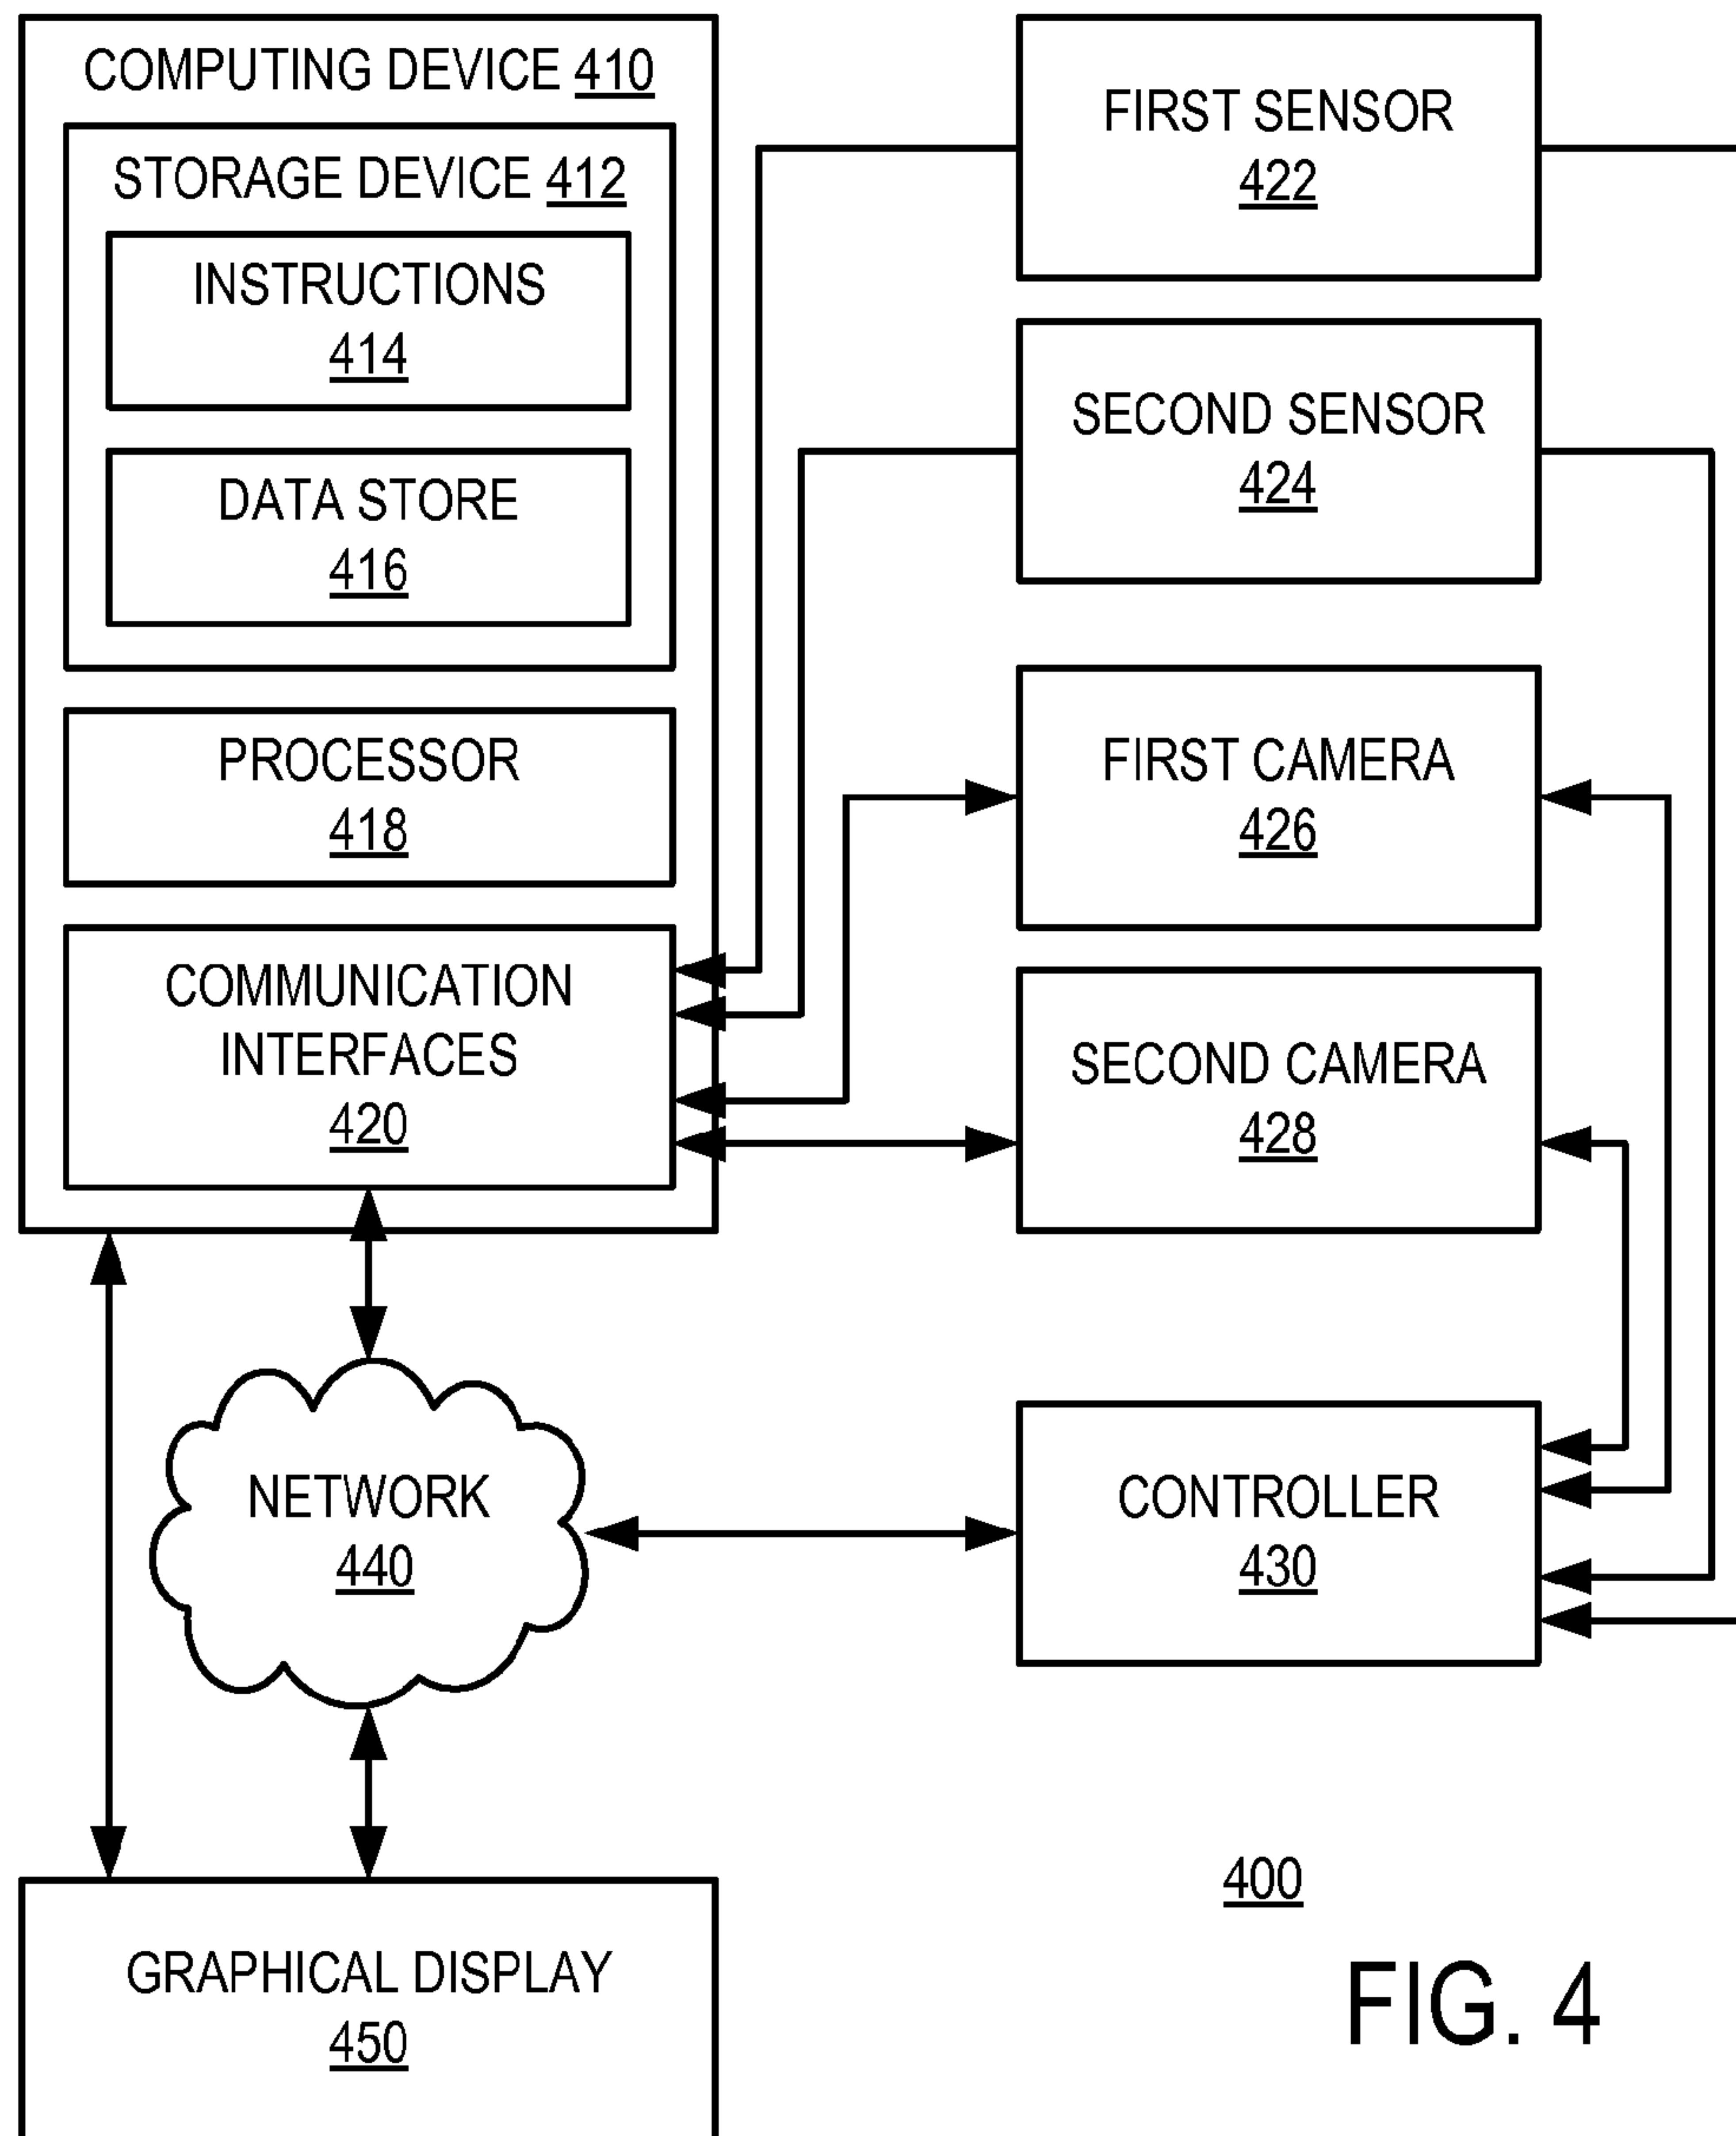 COMPUTING DEVICE 410
STORAGE DEVICE 412
INSTRUCTIONS
414
DATA STORE
416
PROCESSOR
418
COMMUNICATION
INTERFACES
420
FIRST SENSOR
422
SECOND SENSOR
424
FIRST CAMERA
426
SECOND CAMERA
428
NETWORK
440
CONTROLLER
430
GRAPHICAL DISPLAY
450
400
FIG. 4